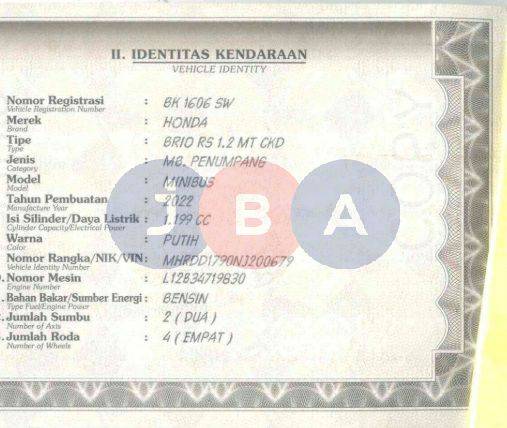 II. IDENTITAS KENDARAAN
VEHICLE IDENTITY
Nomor Registrasi : BK 1606 SW
Vehicle Registration Number
Merek : HONDA
Brand
Tipe : BRIO RS 1.2 MT CKD
Type
Jenis : MB. PENUMPANG
Category
Model : MINIBUS
Model
Tahun Pembuatan : 2022
Manufacture Year
Isi Silinder/Daya Listrik : 1.199 CC
Cylinder Capacity/Electrical Power
Warna : PUTIH
Color
Nomor Rangka/NIK/VIN : MHRDD1790NJ200679
Vehicle Identity Number
Nomor Mesin : L12B34719830
Engine Number
Bahan Bakar/Sumber Energi : BENSIN
Type Fuel/Engine Power
Jumlah Sumbu : 2 ( DUA )
Number of Axis
Jumlah Roda : 4 ( EMPAT )
Number of Wheels
JBA
COPY